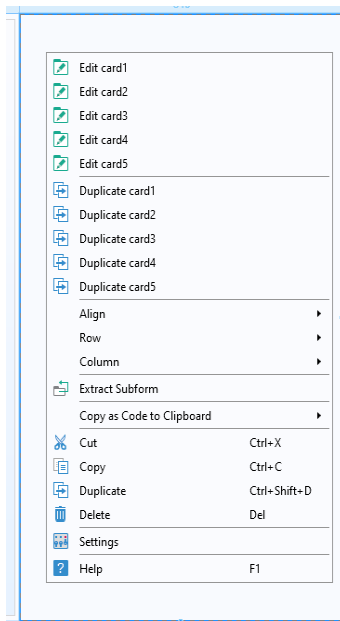 Edit card1
Edit card2
Edit card3
Edit card4
Edit card5
Duplicate card1
Duplicate card2
Duplicate card3
Duplicate card4
Duplicate card5
Align
Row
Column
Extract Subform
Copy as Code to Clipboard
Cut Ctrl+X
Copy Ctrl+C
Duplicate Ctrl+Shift+D
Delete Del
Settings
Help F1